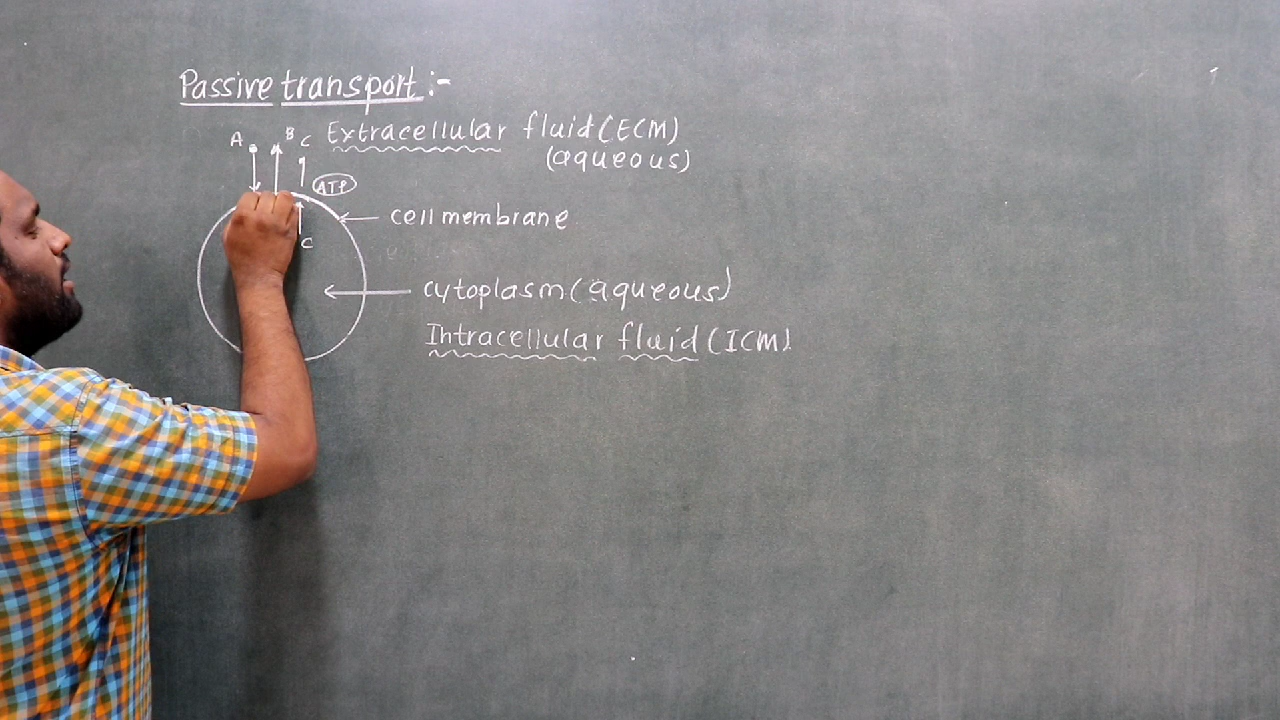 Passive transport :-
A B C Extracellular fluid (ECM)
(aqueous)
ATP
cell membrane
C
cytoplasm (aqueous)
Intracellular fluid (ICM)